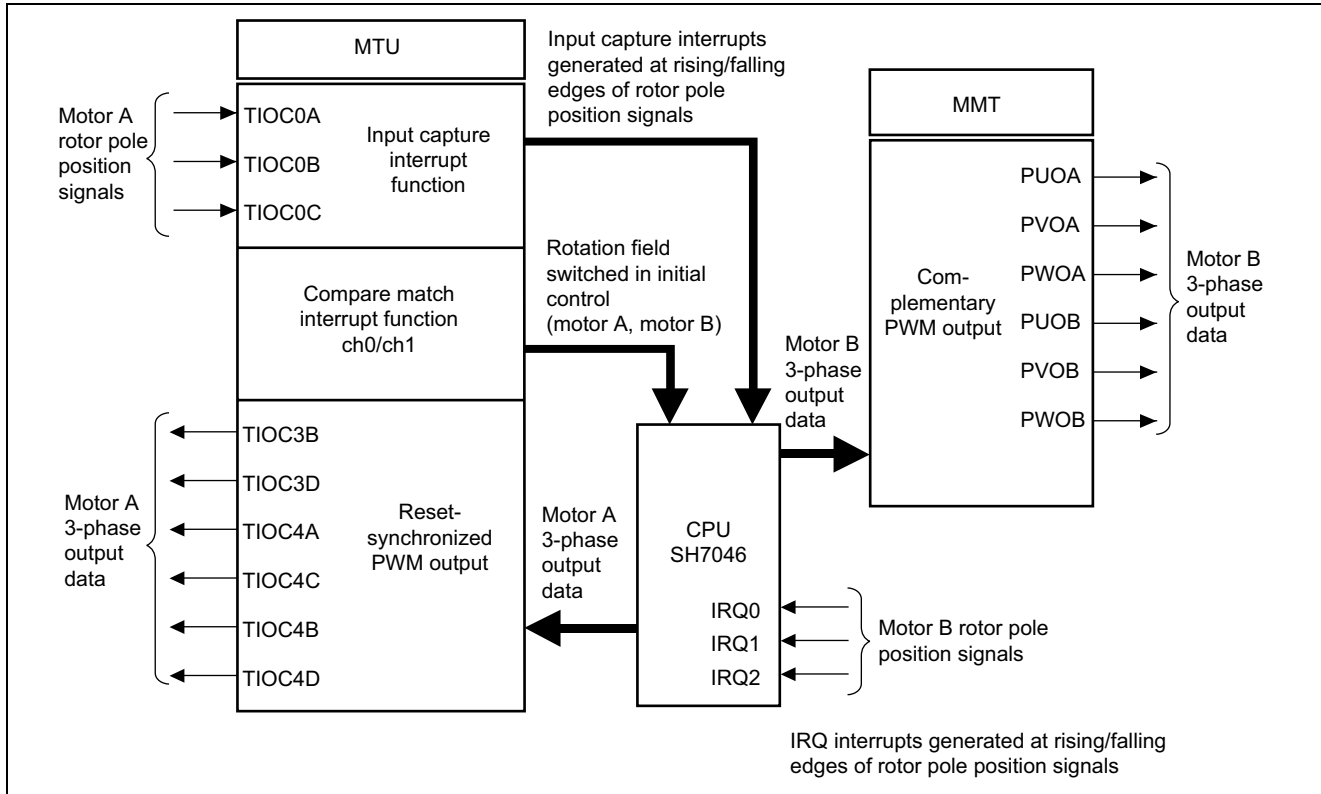 MTU
Motor A
rotor pole
position
signals
TIOC0A
TIOC0B
TIOC0C
Input capture
interrupt
function
Input capture interrupts
generated at rising/falling
edges of rotor pole
position signals
Compare match
interrupt function
ch0/ch1
Rotation field
switched in initial
control
(motor A, motor B)
Motor A
3-phase
output
data
TIOC3B
TIOC3D
TIOC4A
TIOC4C
TIOC4B
TIOC4D
Reset-
synchronized
PWM output
Motor A
3-phase
output
data
CPU
SH7046
IRQ0
IRQ1
IRQ2
Motor B rotor pole
position signals
IRQ interrupts generated at rising/falling
edges of rotor pole position signals
Motor B
3-phase
output
data
MMT
Com-
plementary
PWM output
PUOA
PVOA
PWOA
PUOB
PVOB
PWOB
Motor B
3-phase
output
data